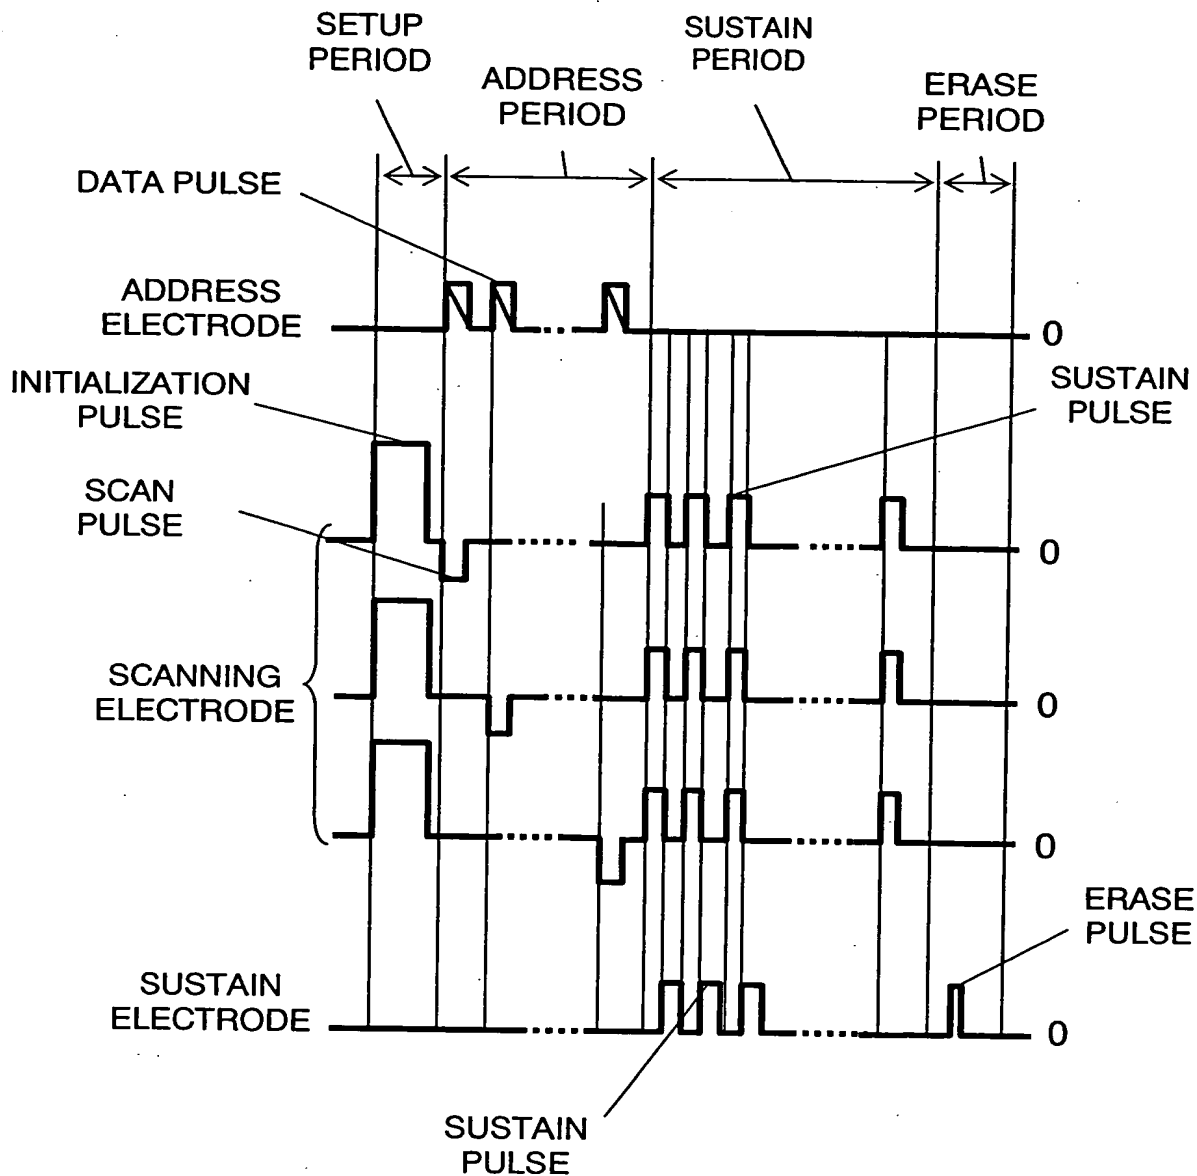 SETUP
PERIOD
ADDRESS
PERIOD
SUSTAIN
PERIOD
ERASE
PERIOD
DATA PULSE
ADDRESS
ELECTRODE
0
INITIALIZATION
PULSE
SUSTAIN
PULSE
SCAN
PULSE
0
SCANNING
ELECTRODE
0
0
ERASE
PULSE
SUSTAIN
ELECTRODE
0
SUSTAIN
PULSE